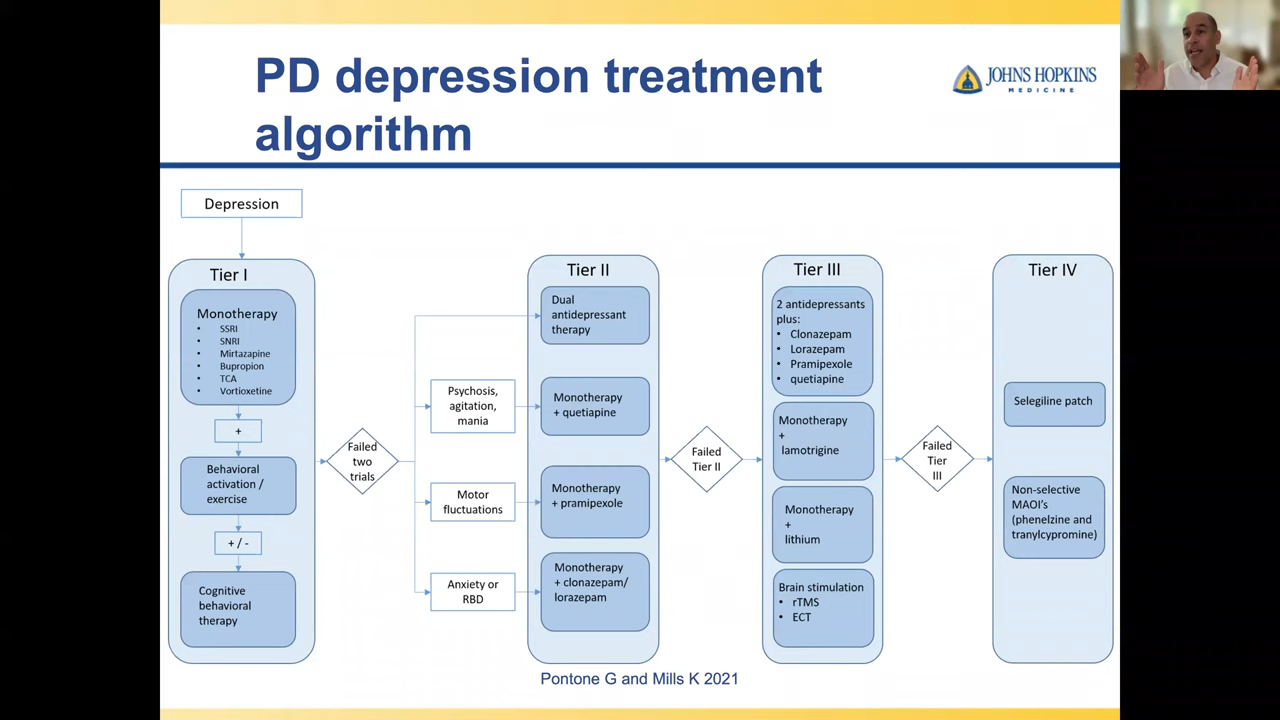 PD depression treatment
algorithm
JOHNS HOPKINS
MEDICINE
Depression
Tier I
Monotherapy
• SSRI
• SNRI
• Mirtazapine
• Bupropion
• TCA
• Vortioxetine
+
Behavioral
activation /
exercise
+ / -
Cognitive
behavioral
therapy
Failed
two
trials
Psychosis,
agitation,
mania
Motor
fluctuations
Anxiety or
RBD
Tier II
Dual
antidepressant
therapy
Monotherapy
+ quetiapine
Monotherapy
+ pramipexole
Monotherapy
+ clonazepam/
lorazepam
Failed
Tier II
Tier III
2 antidepressants
plus:
• Clonazepam
• Lorazepam
• Pramipexole
• quetiapine
Monotherapy
+
lamotrigine
Monotherapy
+
lithium
Brain stimulation
• rTMS
• ECT
Failed
Tier
III
Tier IV
Selegiline patch
Non-selective
MAOI's
(phenelzine and
tranylcypromine)
Pontone G and Mills K 2021